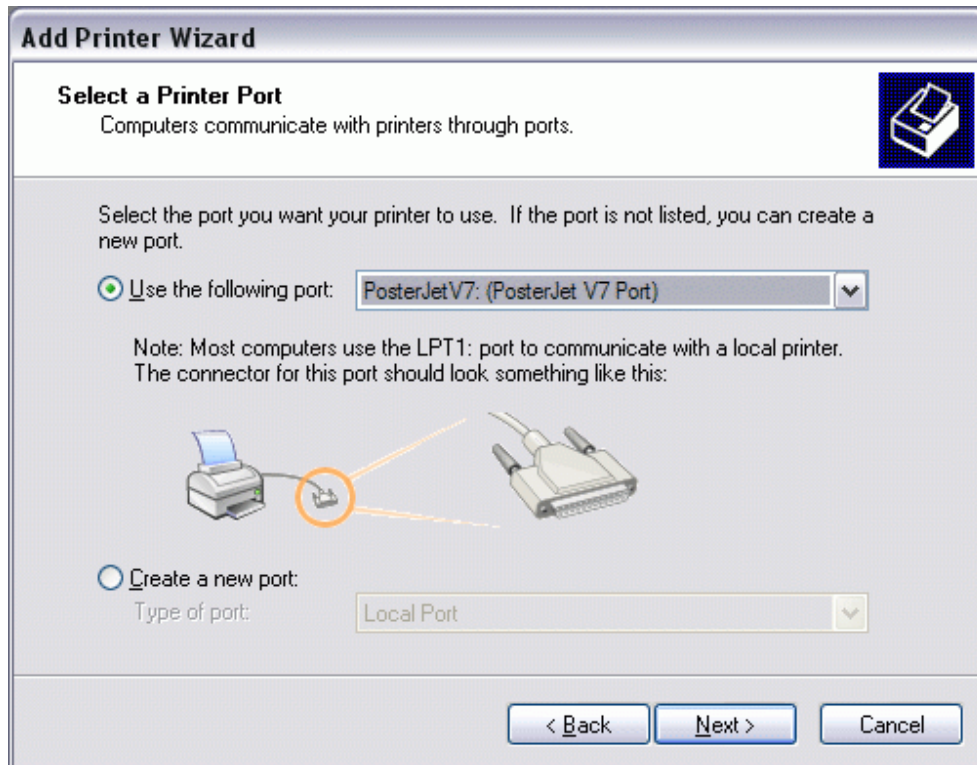 Add Printer Wizard
Select a Printer Port
Computers communicate with printers through ports.
Select the port you want your printer to use. If the port is not listed, you can create a
new port.
Use the following port: PosterJetV7: (PosterJet V7 Port)
Note: Most computers use the LPT1: port to communicate with a local printer.
The connector for this port should look something like this:
Create a new port:
Type of port: Local Port
< Back Next > Cancel